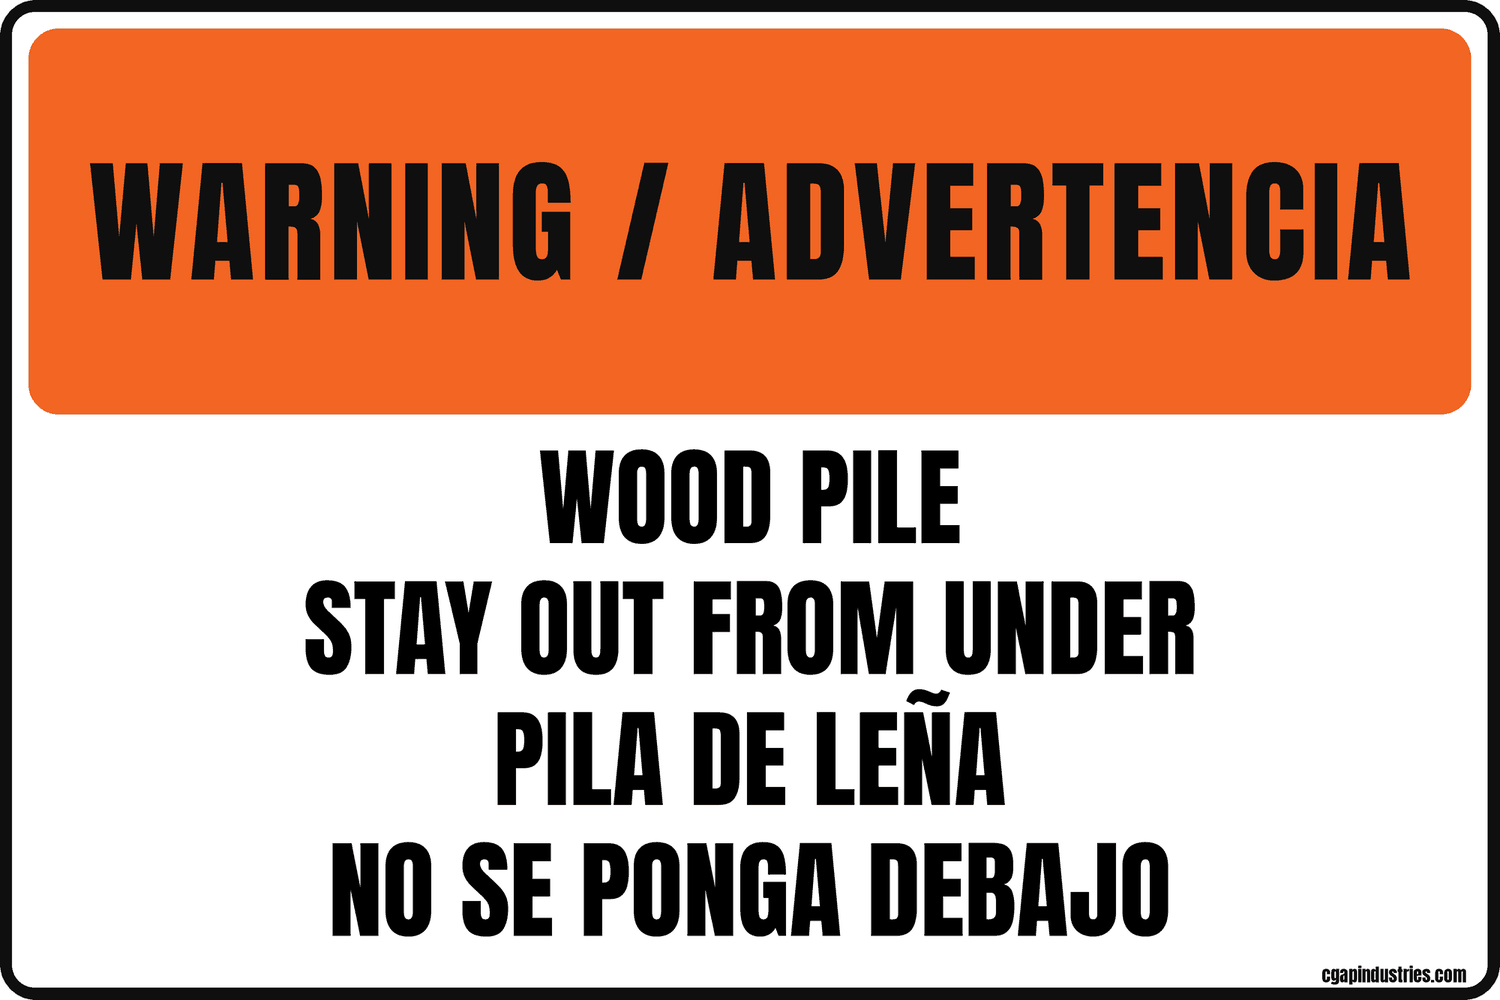 WARNING / ADVERTENCIA
WOOD PILE
STAY OUT FROM UNDER
PILA DE LEÑA
NO SE PONGA DEBAJO
cgapindustries.com